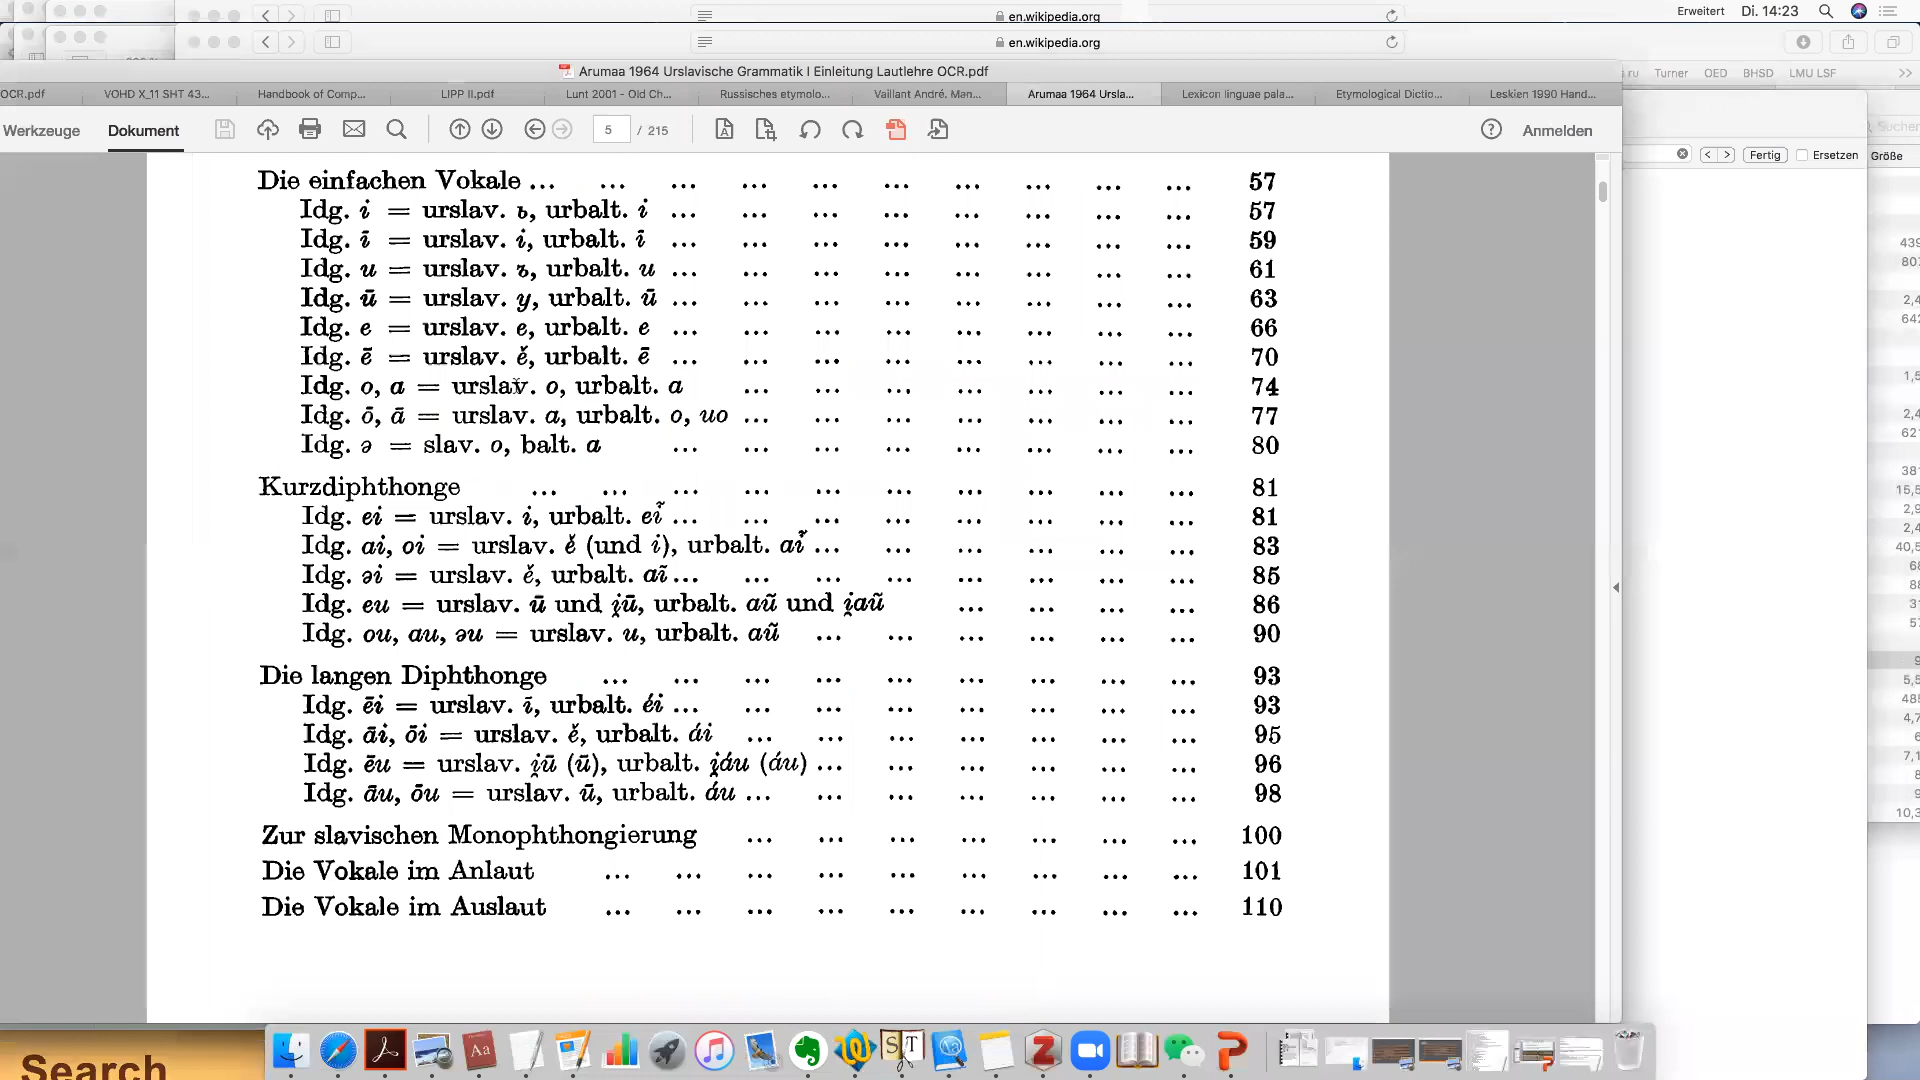 Erweitert Di. 14:23
en.wikipedia.org
en.wikipedia.org
Arumaa 1964 Urslavische Grammatik I Einleitung Lautlehre OCR.pdf
ru Turner OED BHSD LMU LSF
OCR.pdf VOHD X_11 SHT 43... Handbook of Comp... LIPP II.pdf Lunt 2001 - Old Ch... Russisches etymolo... Vaillant André. Man... Arumaa 1964 Ursla... Lexicon linguae pala... Etymological Dictio... Leskien 1990 Hand...
Werkzeuge Dokument 5 / 215 Anmelden
Suchen
Fertig Ersetzen Größe
Die einfachen Vokale ... ... ... ... ... ... ... ... ... ... 57
Idg. i = urslav. ь, urbalt. i ... ... ... ... ... ... ... ... 57
Idg. ī = urslav. i, urbalt. ī ... ... ... ... ... ... ... ... 59
Idg. u = urslav. ъ, urbalt. u ... ... ... ... ... ... ... ... 61
Idg. ū = urslav. y, urbalt. ū ... ... ... ... ... ... ... ... 63
Idg. e = urslav. e, urbalt. e ... ... ... ... ... ... ... ... 66
Idg. ē = urslav. ě, urbalt. ē ... ... ... ... ... ... ... ... 70
Idg. o, a = urslav. o, urbalt. a ... ... ... ... ... ... ... 74
Idg. ō, ā = urslav. a, urbalt. o, uo ... ... ... ... ... ... ... 77
Idg. ə = slav. o, balt. a ... ... ... ... ... ... ... ... 80
Kurzdiphthonge ... ... ... ... ... ... ... ... ... ... 81
Idg. ei = urslav. i, urbalt. eĩ ... ... ... ... ... ... ... ... 81
Idg. ai, oi = urslav. ě (und i), urbalt. aĩ ... ... ... ... ... ... 83
Idg. əi = urslav. ě, urbalt. aĩ ... ... ... ... ... ... ... ... 85
Idg. eu = urslav. ū und i̯ū, urbalt. aũ und i̯aũ ... ... ... ... 86
Idg. ou, au, əu = urslav. u, urbalt. aũ ... ... ... ... ... ... 90
Die langen Diphthonge ... ... ... ... ... ... ... ... ... 93
Idg. ēi = urslav. ī, urbalt. éi ... ... ... ... ... ... ... ... 93
Idg. āi, ōi = urslav. ě, urbalt. ái ... ... ... ... ... ... ... 95
Idg. ēu = urslav. i̯ū (ū), urbalt. i̯áu (áu) ... ... ... ... ... ... 96
Idg. āu, ōu = urslav. ū, urbalt. áu ... ... ... ... ... ... ... 98
Zur slavischen Monophthongierung ... ... ... ... ... ... ... 100
Die Vokale im Anlaut ... ... ... ... ... ... ... ... ... 101
Die Vokale im Auslaut ... ... ... ... ... ... ... ... ... 110
Search